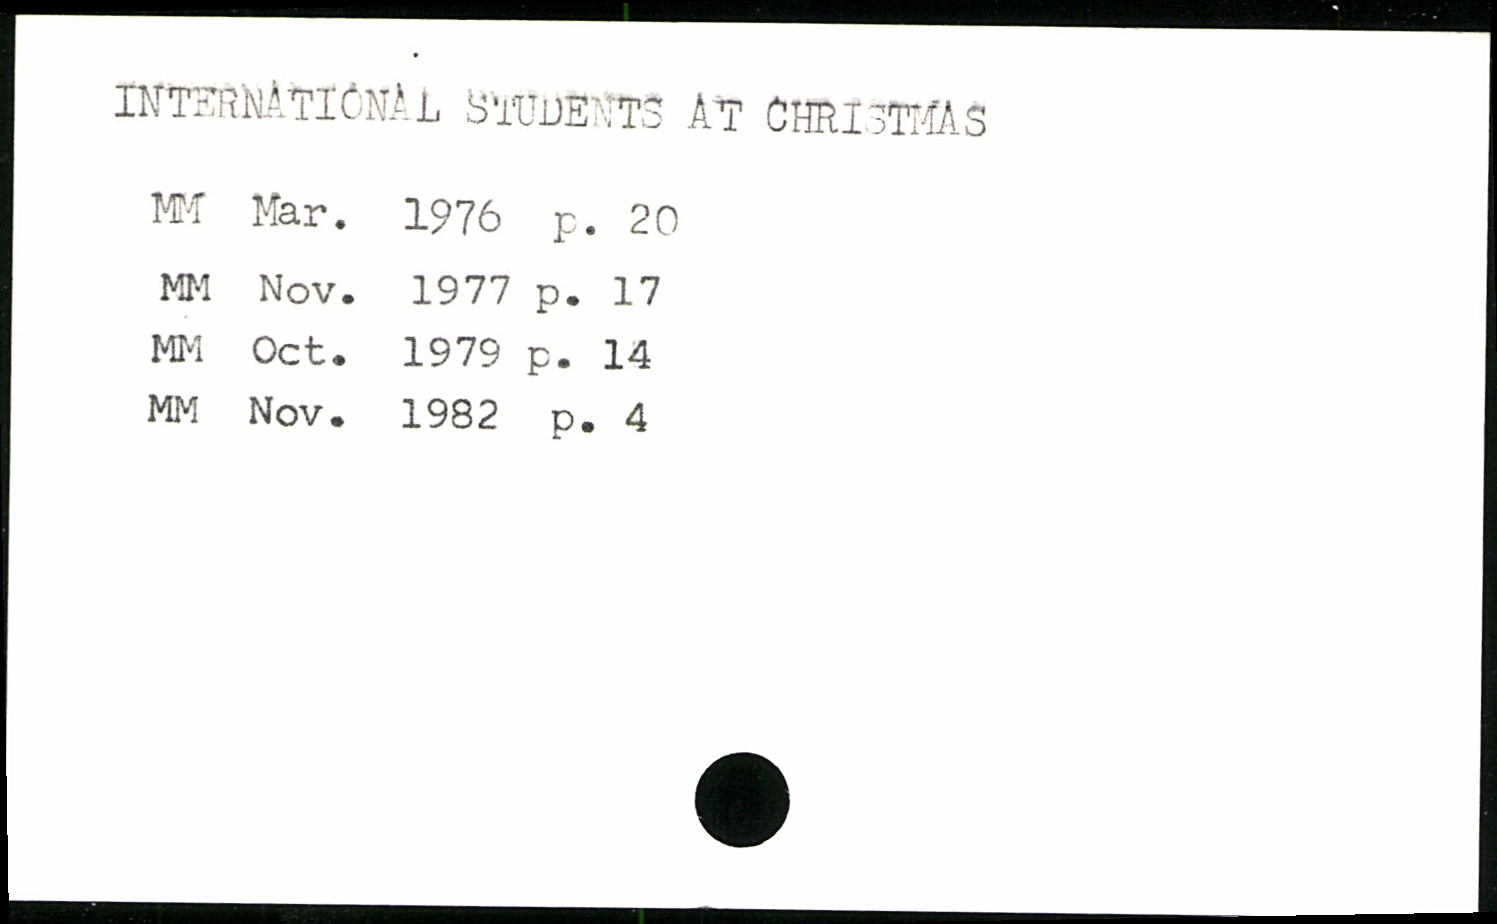 INTERNATIONAL STUDENTS AT CHRISTMAS
MM Mar. 1976 p. 20
MM Nov. 1977 p. 17
MM Oct. 1979 p. 14
MM Nov. 1982 p. 4